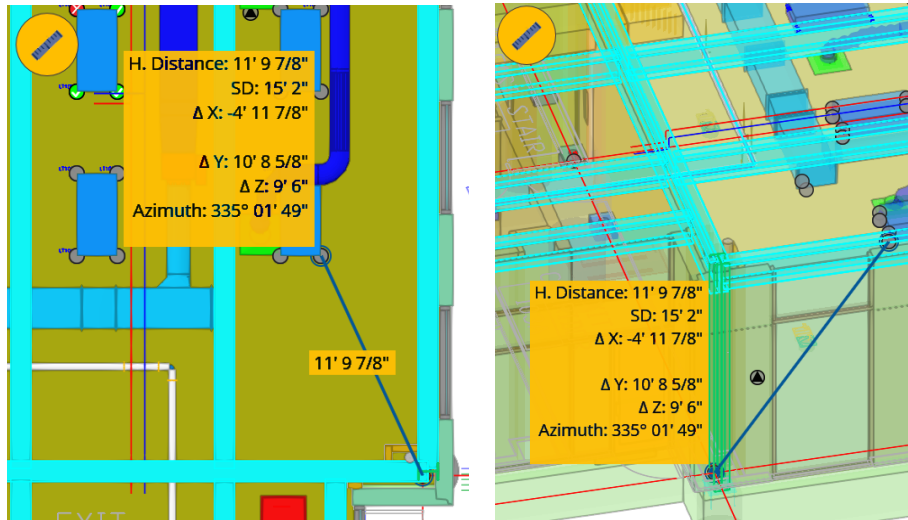 H. Distance: 11' 9 7/8"
SD: 15' 2"
Δ X: -4' 11 7/8"
Δ Y: 10' 8 5/8"
Δ Z: 9' 6"
Azimuth: 335° 01' 49"
11' 9 7/8"
EXIT
STAIR
H. Distance: 11' 9 7/8"
SD: 15' 2"
Δ X: -4' 11 7/8"
Δ Y: 10' 8 5/8"
Δ Z: 9' 6"
Azimuth: 335° 01' 49"